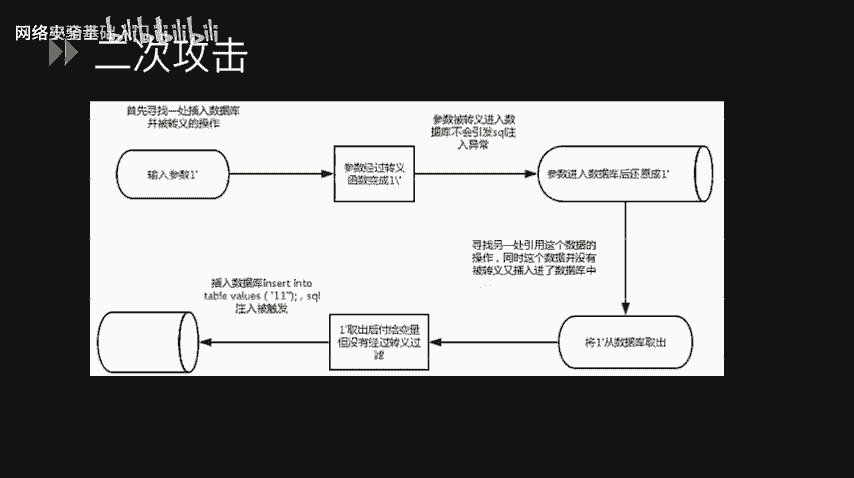 网络安全基础入门
bilibili
二次攻击
首先寻找一处插入数据库
并被转义的操作
参数被转义进入数
据库不会引发sql注
入异常
输入参数1'
参数经过转义
函数变成1\'
参数进入数据库后还原成1'
寻找另一处引用这个数据的
操作，同时这个数据并没有
被转义又插入进了数据库中
插入数据库insert into
table values ( "11"); , sql
注入被触发
1'取出后付给变量
但没有经过转义过
滤
将1'从数据库取出